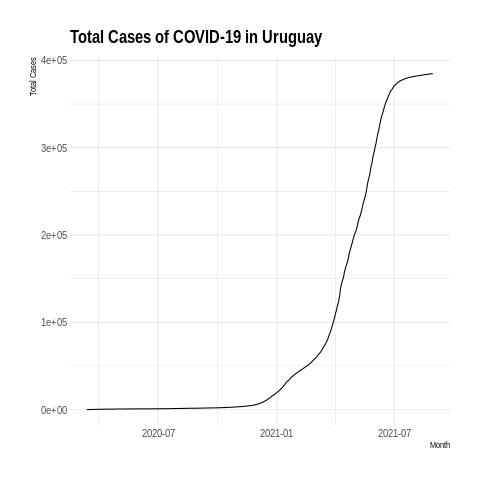 Total Cases of COVID-19 in Uruguay
Total Cases
4e+05
3e+05
2e+05
1e+05
0e+00
2020-07 2021-01 2021-07
Month